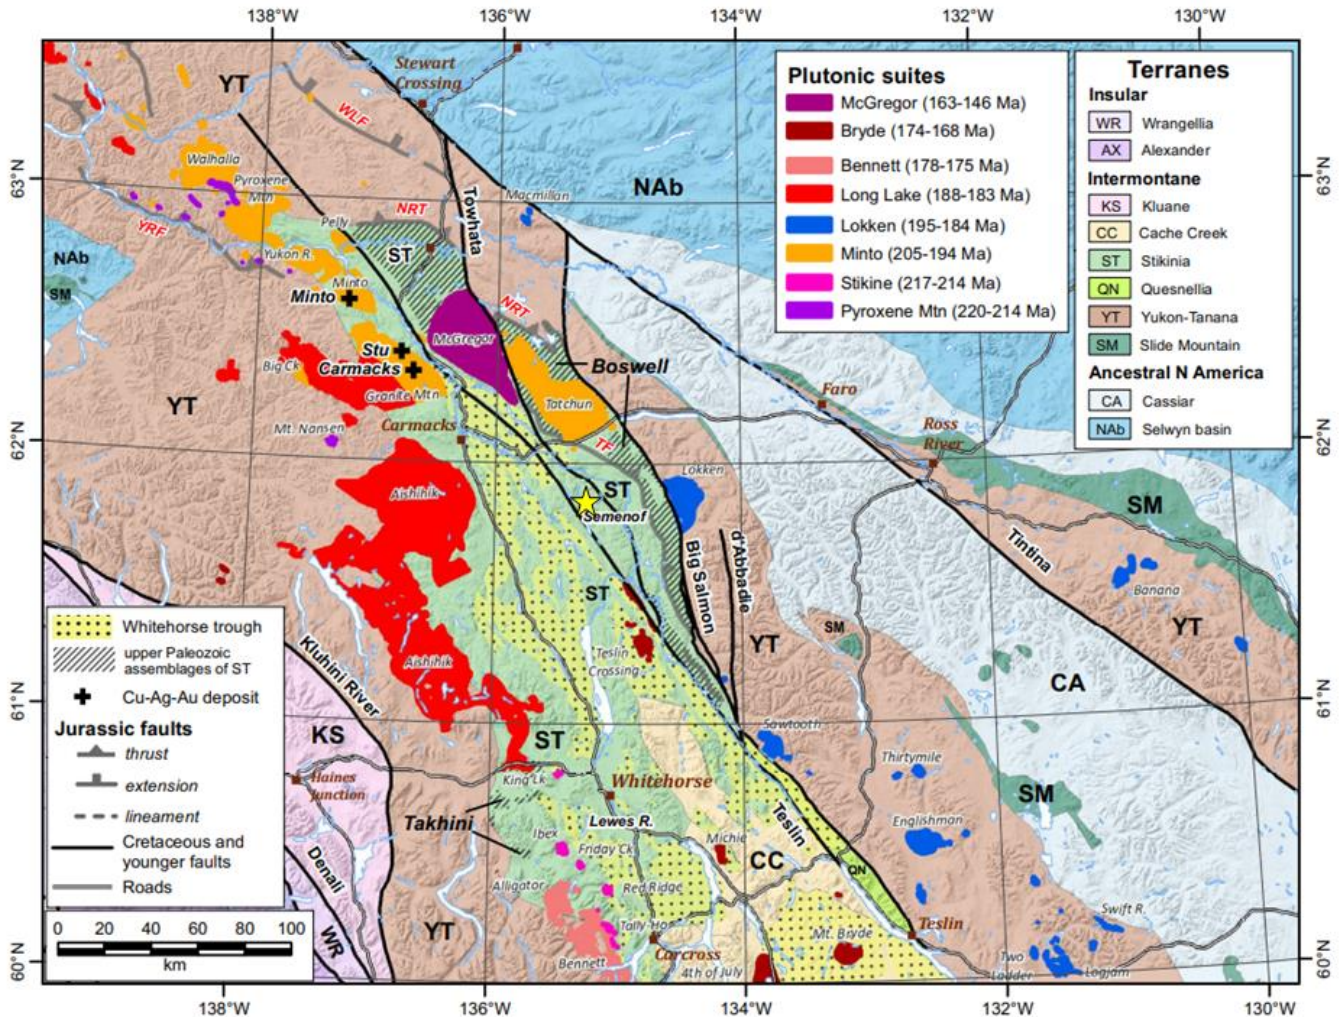 138°W
136°W
134°W
132°W
130°W
63°N
62°N
61°N
60°N
63°N
62°N
61°N
60°N
138°W
136°W
134°W
132°W
130°W
Plutonic suites
McGregor (163-146 Ma)
Bryde (174-168 Ma)
Bennett (178-175 Ma)
Long Lake (188-183 Ma)
Lokken (195-184 Ma)
Minto (205-194 Ma)
Stikine (217-214 Ma)
Pyroxene Mtn (220-214 Ma)
Terranes
Insular
WR Wrangellia
AX Alexander
Intermontane
KS Kluane
CC Cache Creek
ST Stikinia
QN Quesnellia
YT Yukon-Tanana
SM Slide Mountain
Ancestral N America
CA Cassiar
NAb Selwyn basin
YT
Stewart
Crossing
WLF
Walhalla
Pyroxene
Mtn
YRF
Pelly
NRT
Towhata
Macmillan
NAb
NAb
SM
Yukon R.
ST
Minto
Minto
NRT
McGregor
Stu
Carmacks
Big Ck
Granite Mtn
Boswell
Tatchun
Faro
Ross
River
YT
Mt. Nansen
Carmacks
TF
Aishihik
Lokken
ST
Semenof
SM
Big Salmon
d'Abbadie
Tintina
Banana
YT
ST
YT
SM
Teslin
Crossing
Aishihik
CA
Kluhini River
KS
ST
Sawtooth
Haines
Junction
King Lk
Whitehorse
Thirtymile
SM
Takhini
Lewes R.
Ibex
Friday Ck
Michie
CC
Teslin
Englishman
QN
Denali
Alligator
Red Ridge
Tally-Ho
YT
WR
Mt. Bryde
Teslin
Swift R.
Carcross
Bennett
4th of July
Two
Ladder
Logjam
Whitehorse trough
upper Paleozoic
assemblages of ST
Cu-Ag-Au deposit
Jurassic faults
thrust
extension
lineament
Cretaceous and
younger faults
Roads
0 20 40 60 80 100
km